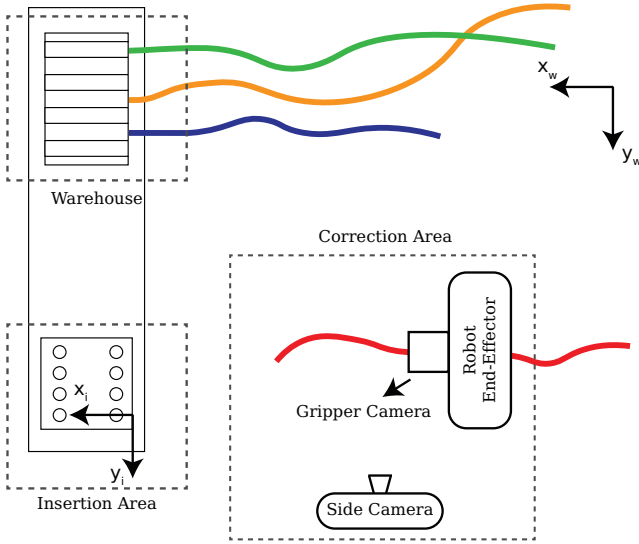 x_w
y_w
Warehouse
Correction Area
Robot
End-Effector
x_i
Gripper Camera
y_i
Insertion Area
Side Camera